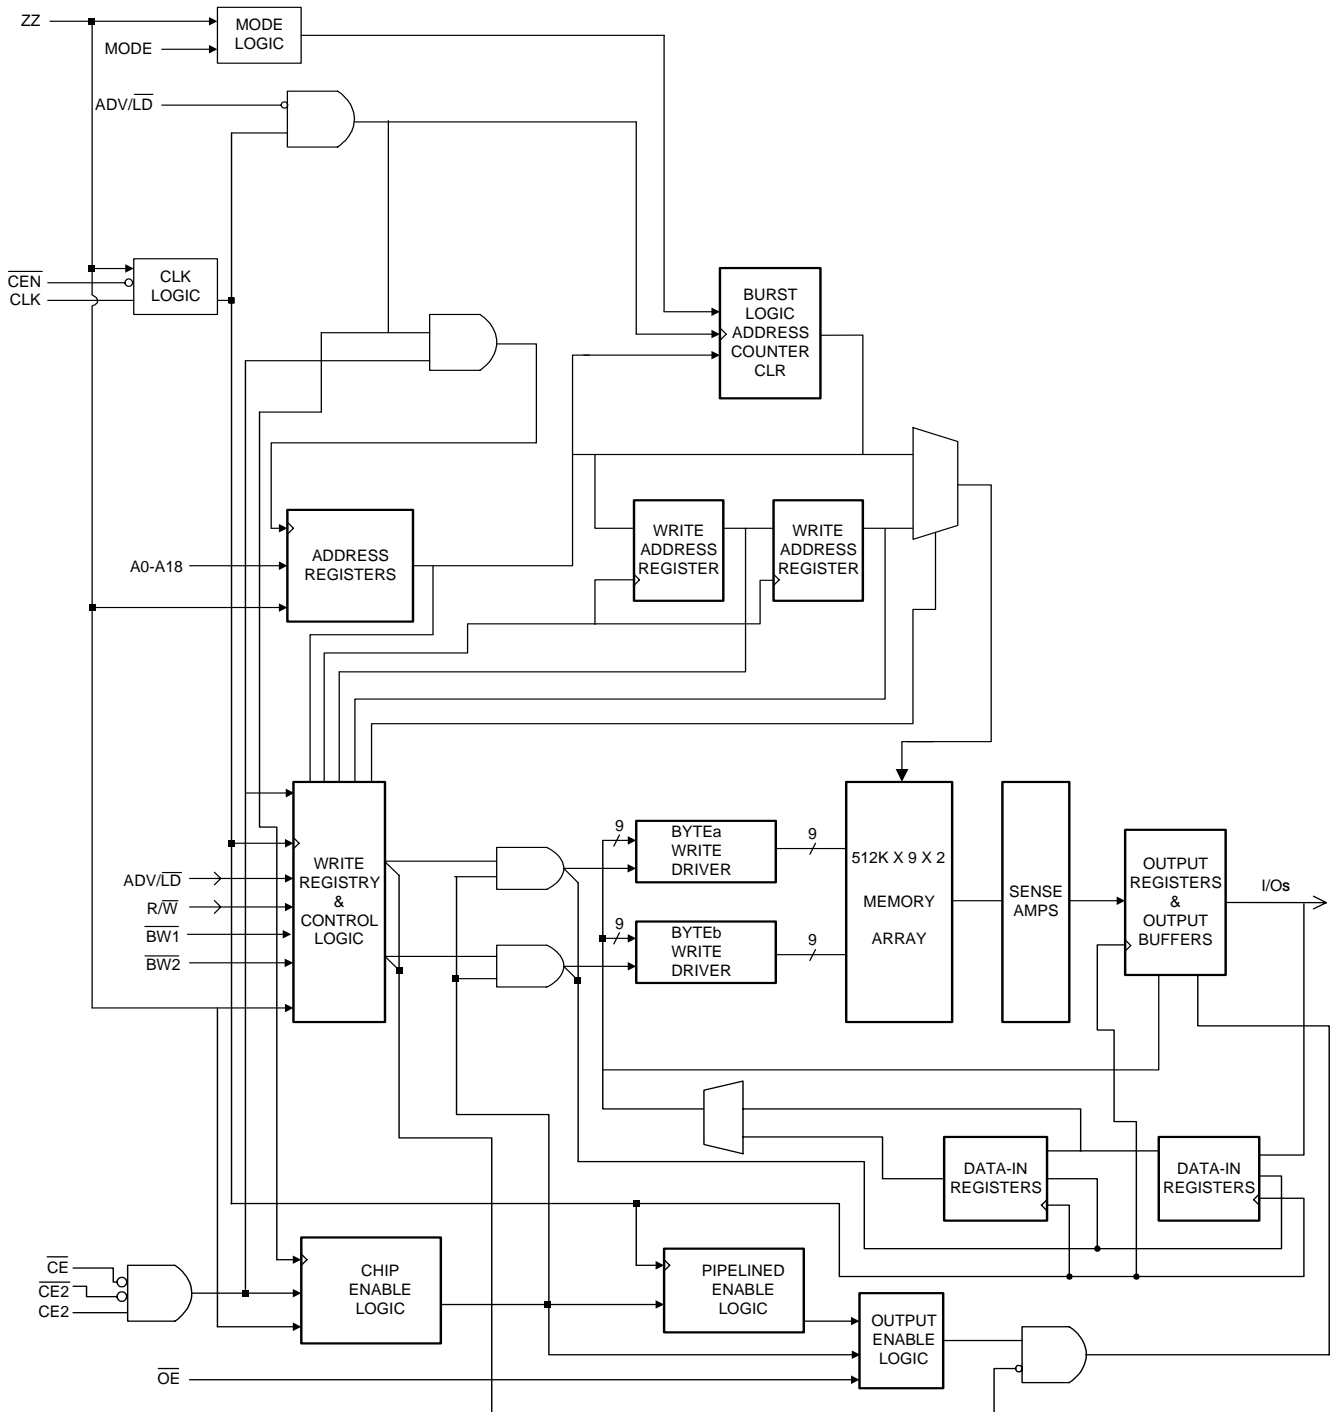 ZZ
MODE
MODE
LOGIC
ADV/LD
CEN
CLK
CLK
LOGIC
BURST
LOGIC
ADDRESS
COUNTER
CLR
A0-A18
ADDRESS
REGISTERS
WRITE
ADDRESS
REGISTER
WRITE
ADDRESS
REGISTER
ADV/LD
R/W
BW1
BW2
WRITE
REGISTRY
&
CONTROL
LOGIC
9
BYTEa
WRITE
DRIVER
9
9
BYTEb
WRITE
DRIVER
9
512K X 9 X 2
MEMORY
ARRAY
SENSE
AMPS
OUTPUT
REGISTERS
&
OUTPUT
BUFFERS
I/Os
DATA-IN
REGISTERS
DATA-IN
REGISTERS
CE
CE2
CE2
CHIP
ENABLE
LOGIC
PIPELINED
ENABLE
LOGIC
OUTPUT
ENABLE
LOGIC
OE